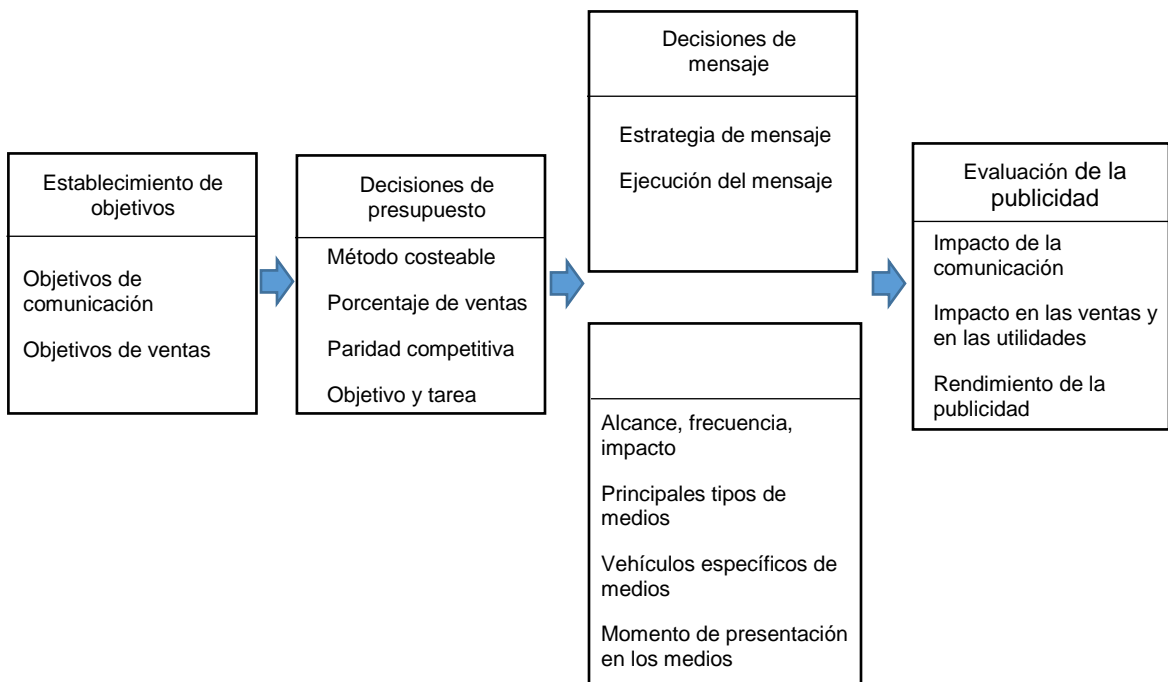 Establecimiento de
objetivos
Objetivos de
comunicación
Objetivos de ventas
Decisiones de
presupuesto
Método costeable
Porcentaje de ventas
Paridad competitiva
Objetivo y tarea
Decisiones de
mensaje
Estrategia de mensaje
Ejecución del mensaje
Alcance, frecuencia,
impacto
Principales tipos de
medios
Vehículos específicos de
medios
Momento de presentación
en los medios
Evaluación de la
publicidad
Impacto de la
comunicación
Impacto en las ventas y
en las utilidades
Rendimiento de la
publicidad